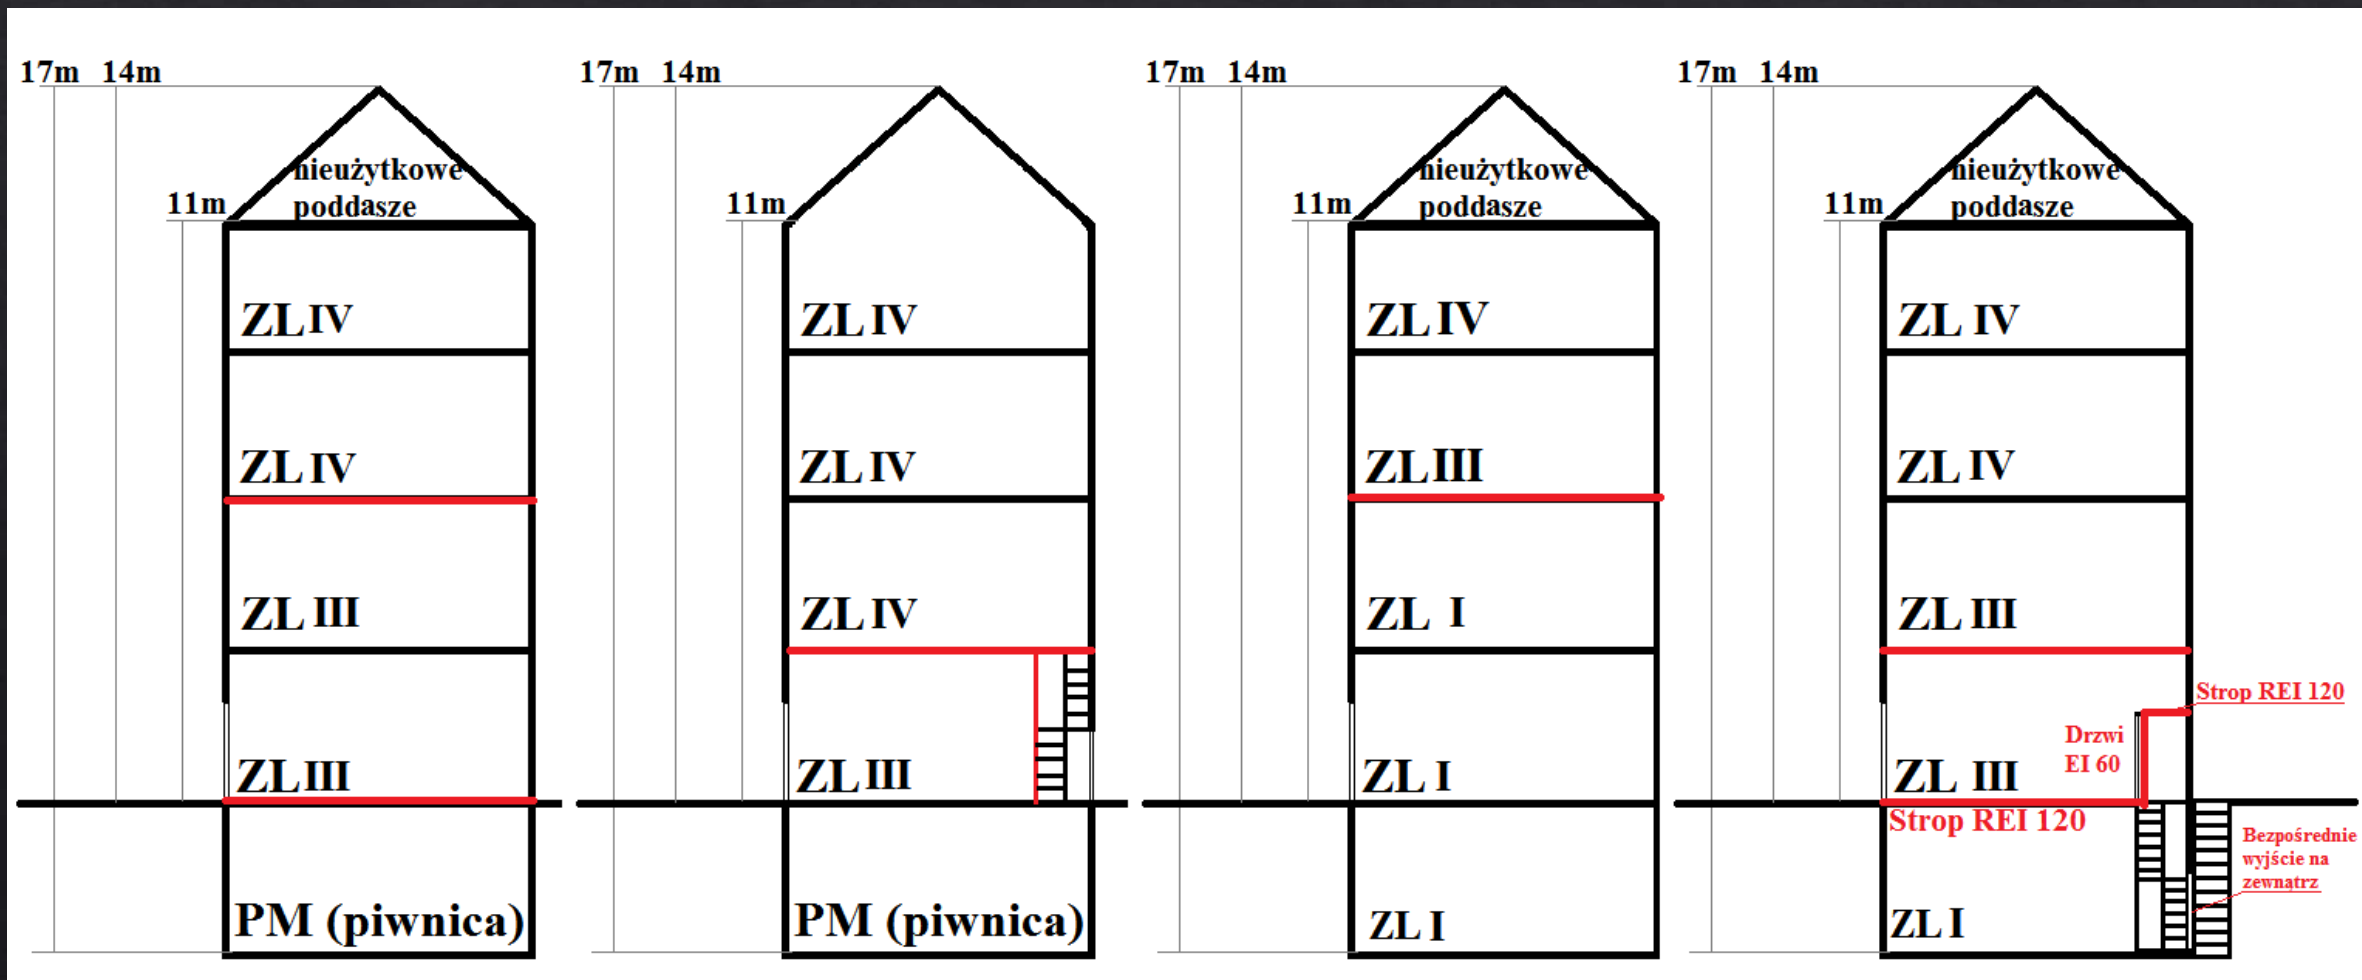 17m 14m
nieużytkowe
poddasze
11m
ZL IV
ZL IV
ZL III
ZL III
PM (piwnica)
17m 14m
11m
ZL IV
ZL IV
ZL IV
ZL III
PM (piwnica)
17m 14m
nieużytkowe
poddasze
11m
ZL IV
ZL III
ZL I
ZL I
ZL I
17m 14m
nieużytkowe
poddasze
11m
ZL IV
ZL IV
ZL III
Strop REI 120
Drzwi
EI 60
ZL III
Strop REI 120
Bezpośrednie
wyjście na
zewnątrz
ZL I